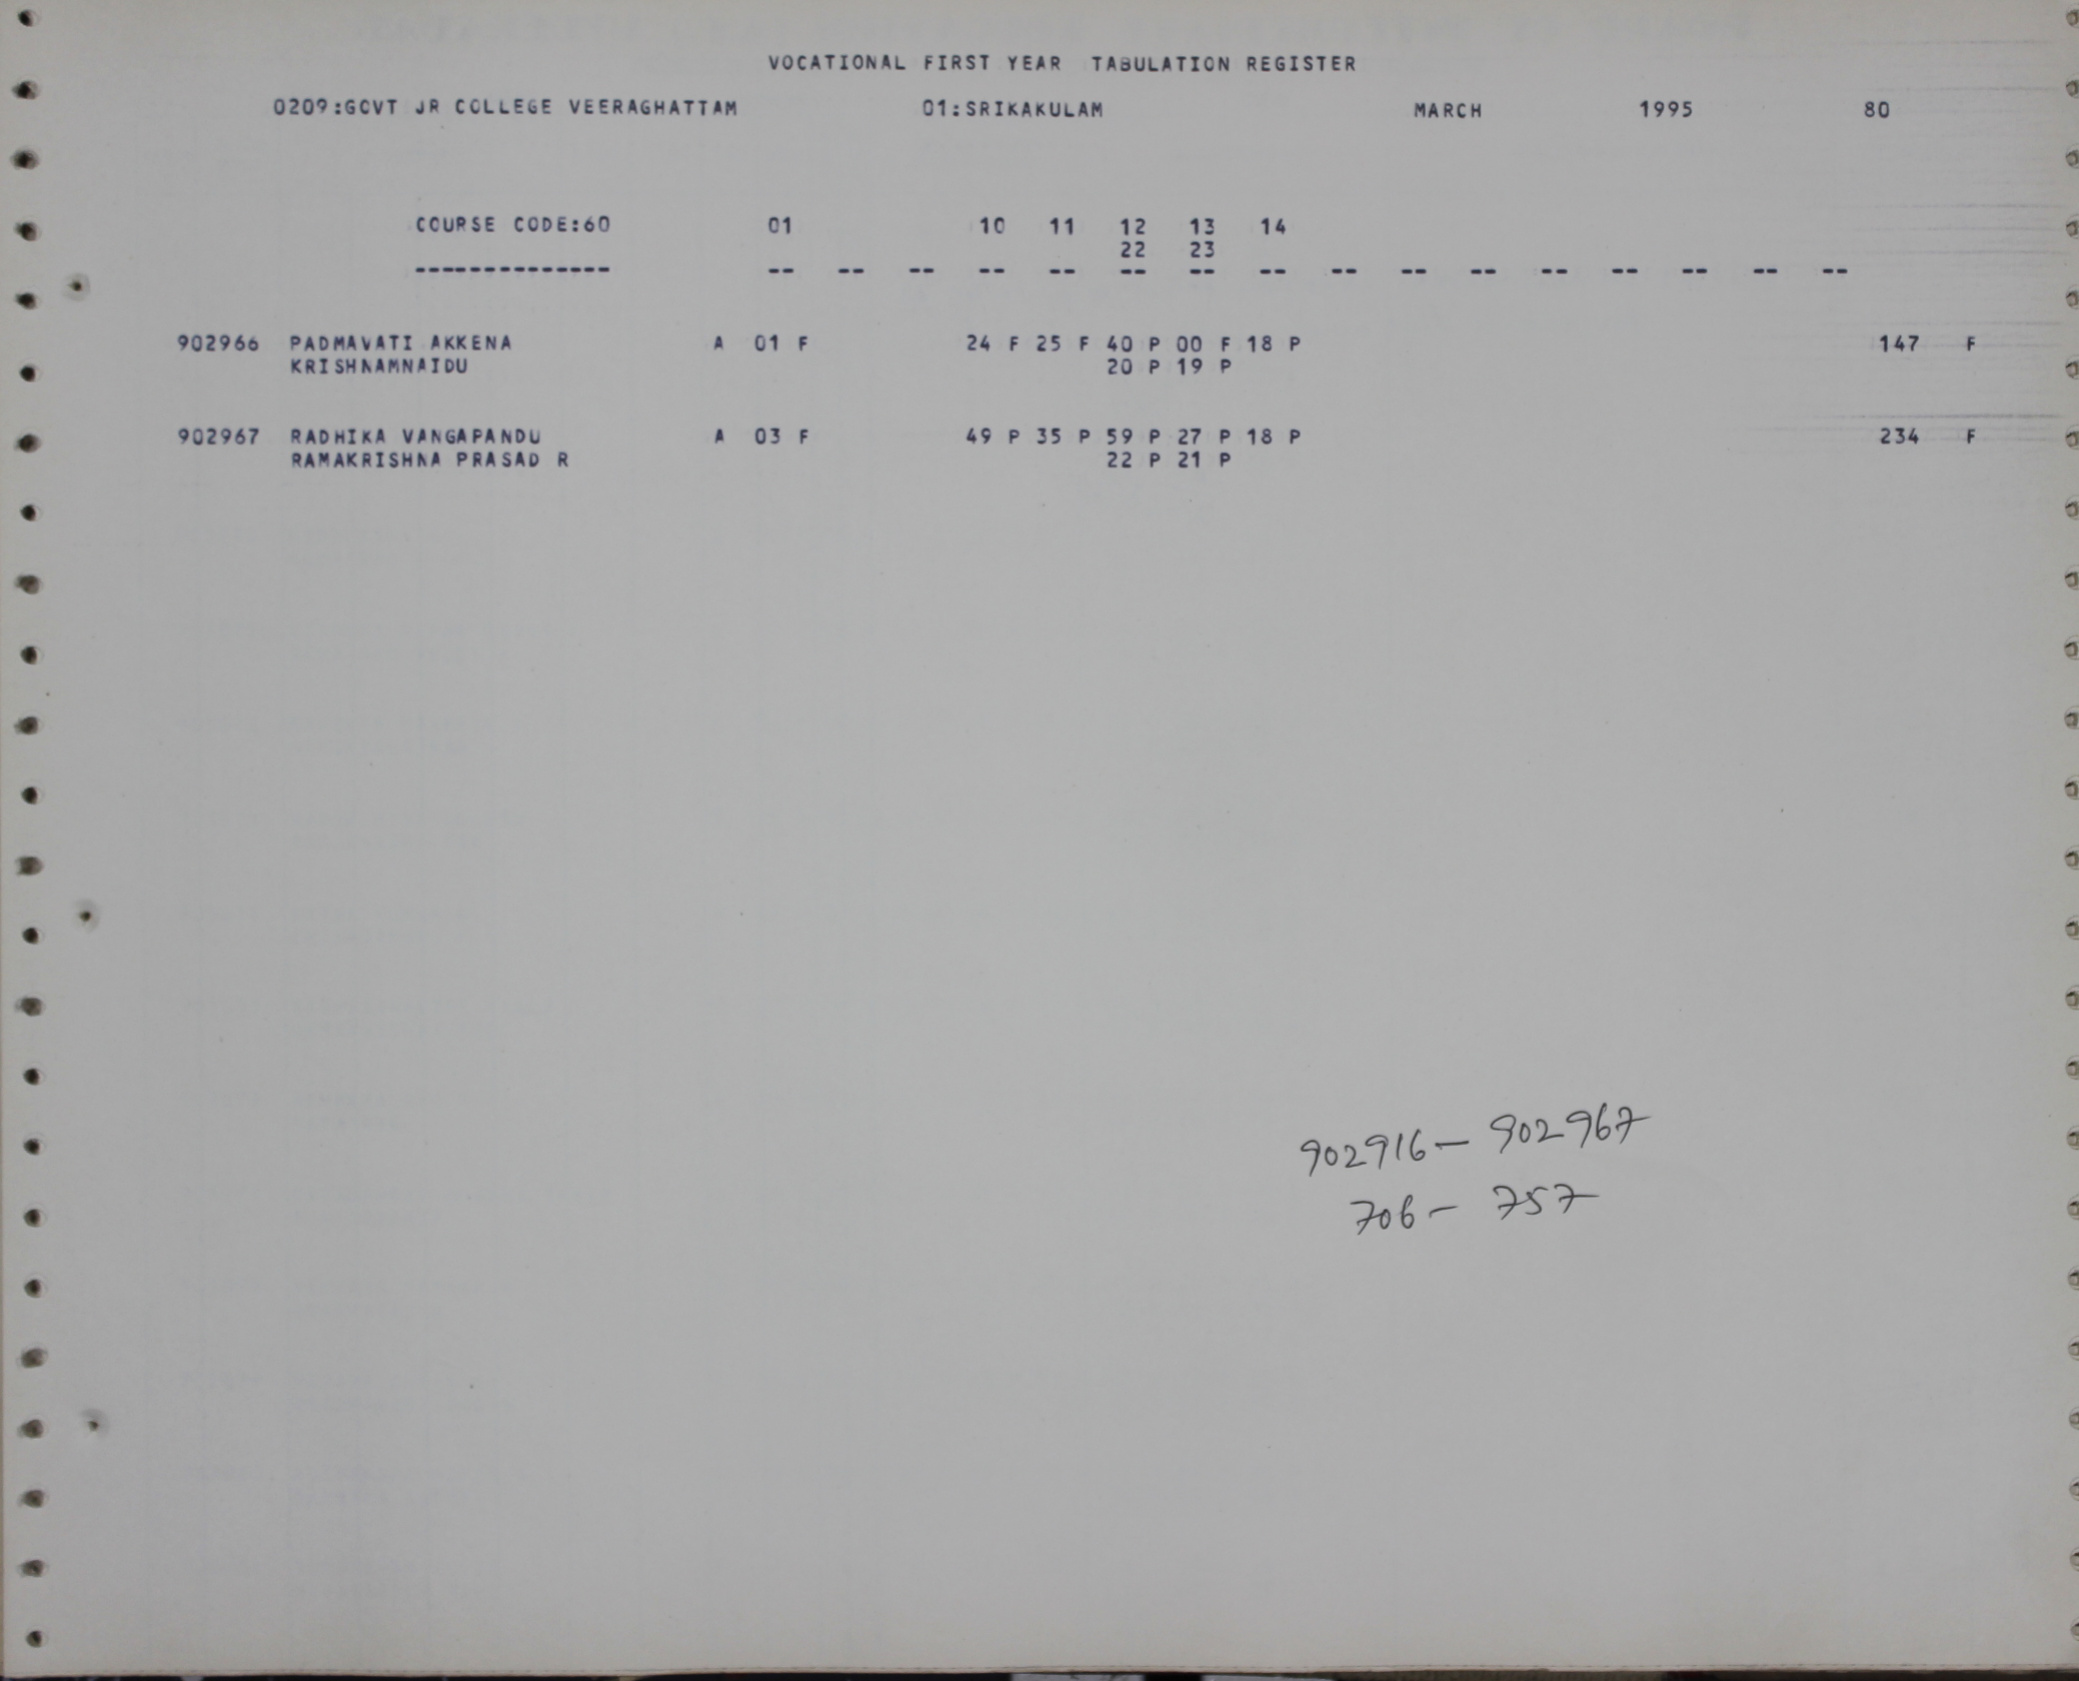 VOCATIONAL FIRST YEAR TABULATION REGISTER
0209:GOVT JR COLLEGE VEERAGHATTAM 01:SRIKAKULAM MARCH 1995 80
COURSE CODE:60 01 10 11 12 13 14
22 23
-------------- -- -- -- -- -- -- -- -- -- -- -- -- -- -- -- --
902966 PADMAVATI AKKENA A 01 F 24 F 25 F 40 P 00 F 18 P 147 F
KRISHNAMNAIDU 20 P 19 P
902967 RADHIKA VANGAPANDU A 03 F 49 P 35 P 59 P 27 P 18 P 234 F
RAMAKRISHNA PRASAD R 22 P 21 P
902916 - 902967
706 - 757